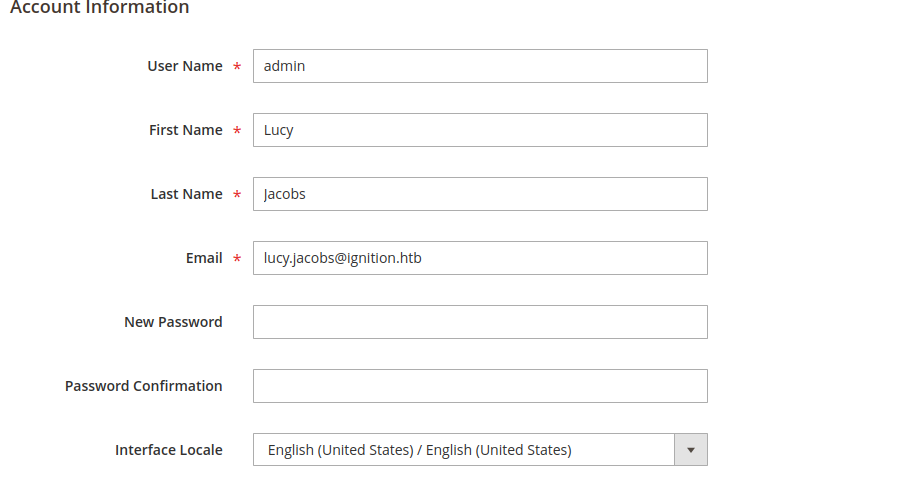 Account Information
User Name * admin
First Name * Lucy
Last Name * Jacobs
Email * lucy.jacobs@ignition.htb
New Password
Password Confirmation
Interface Locale English (United States) / English (United States)